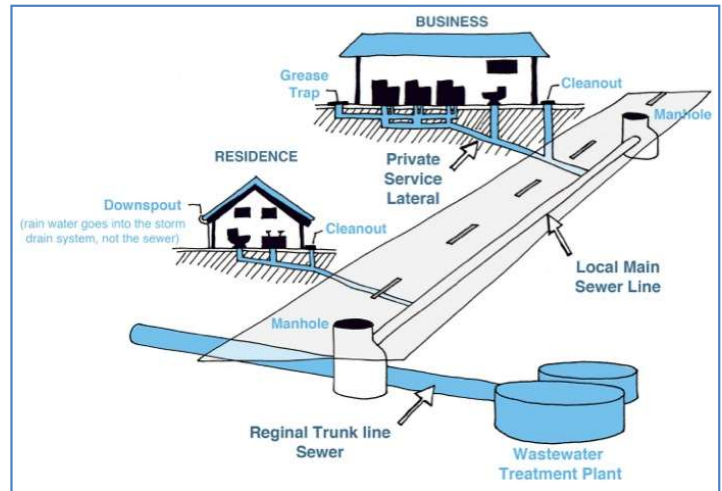 BUSINESS
Grease
Trap
Cleanout
Manhole
Private
Service
Lateral
RESIDENCE
Downspout
(rain water goes into the storm
drain system, not the sewer)
Cleanout
Local Main
Sewer Line
Manhole
Reginal Trunk line
Sewer
Wastewater
Treatment Plant